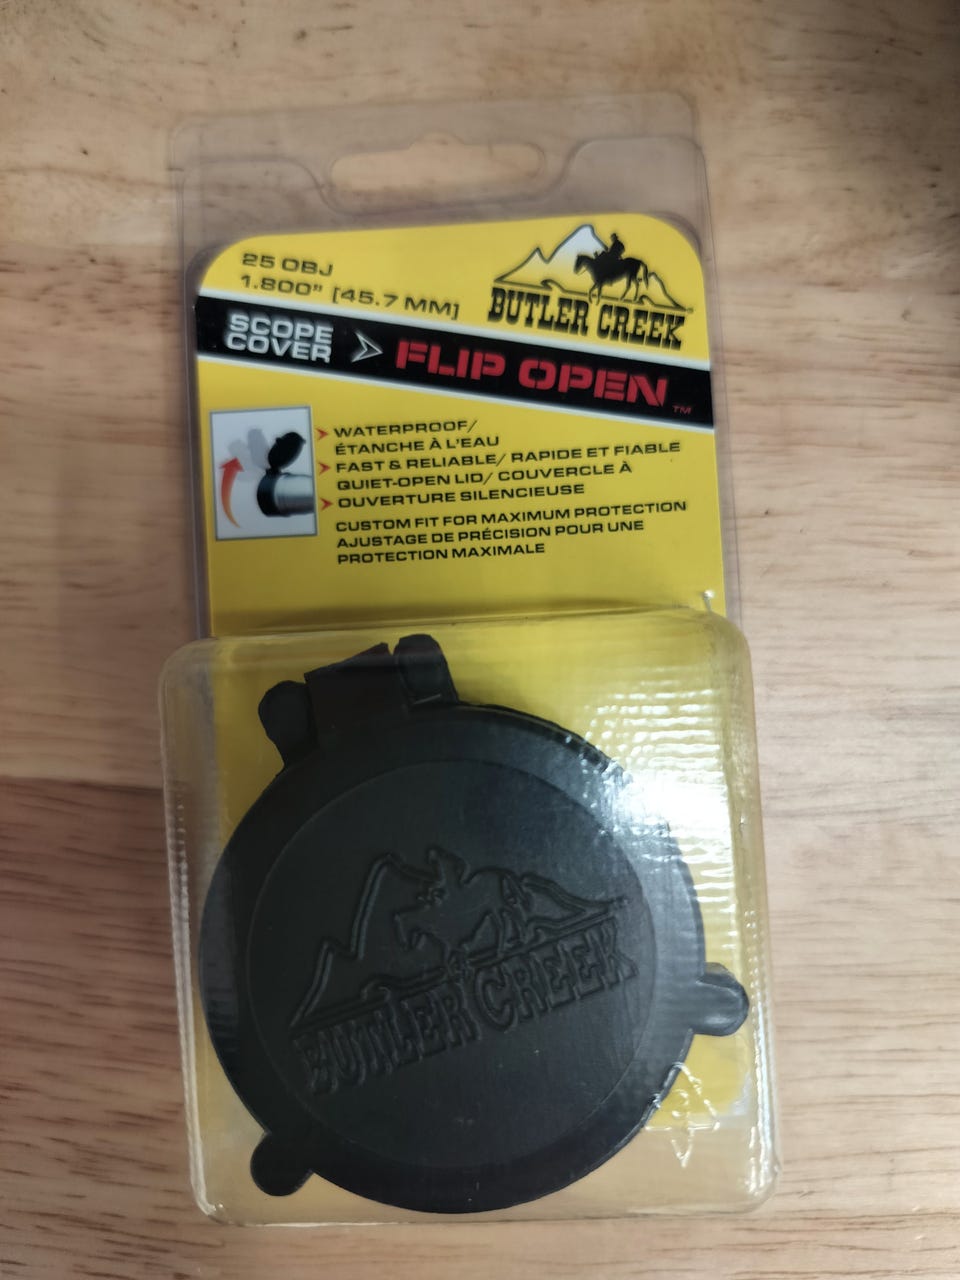 25 OBJ
1.800" [45.7 MM]
BUTLER CREEK
SCOPE
COVER
FLIP OPEN™
WATERPROOF/
ÉTANCHE À L'EAU
FAST & RELIABLE/ RAPIDE ET FIABLE
QUIET-OPEN LID/ COUVERCLE À
OUVERTURE SILENCIEUSE
CUSTOM FIT FOR MAXIMUM PROTECTION
AJUSTAGE DE PRÉCISION POUR UNE
PROTECTION MAXIMALE
BUTLER CREEK